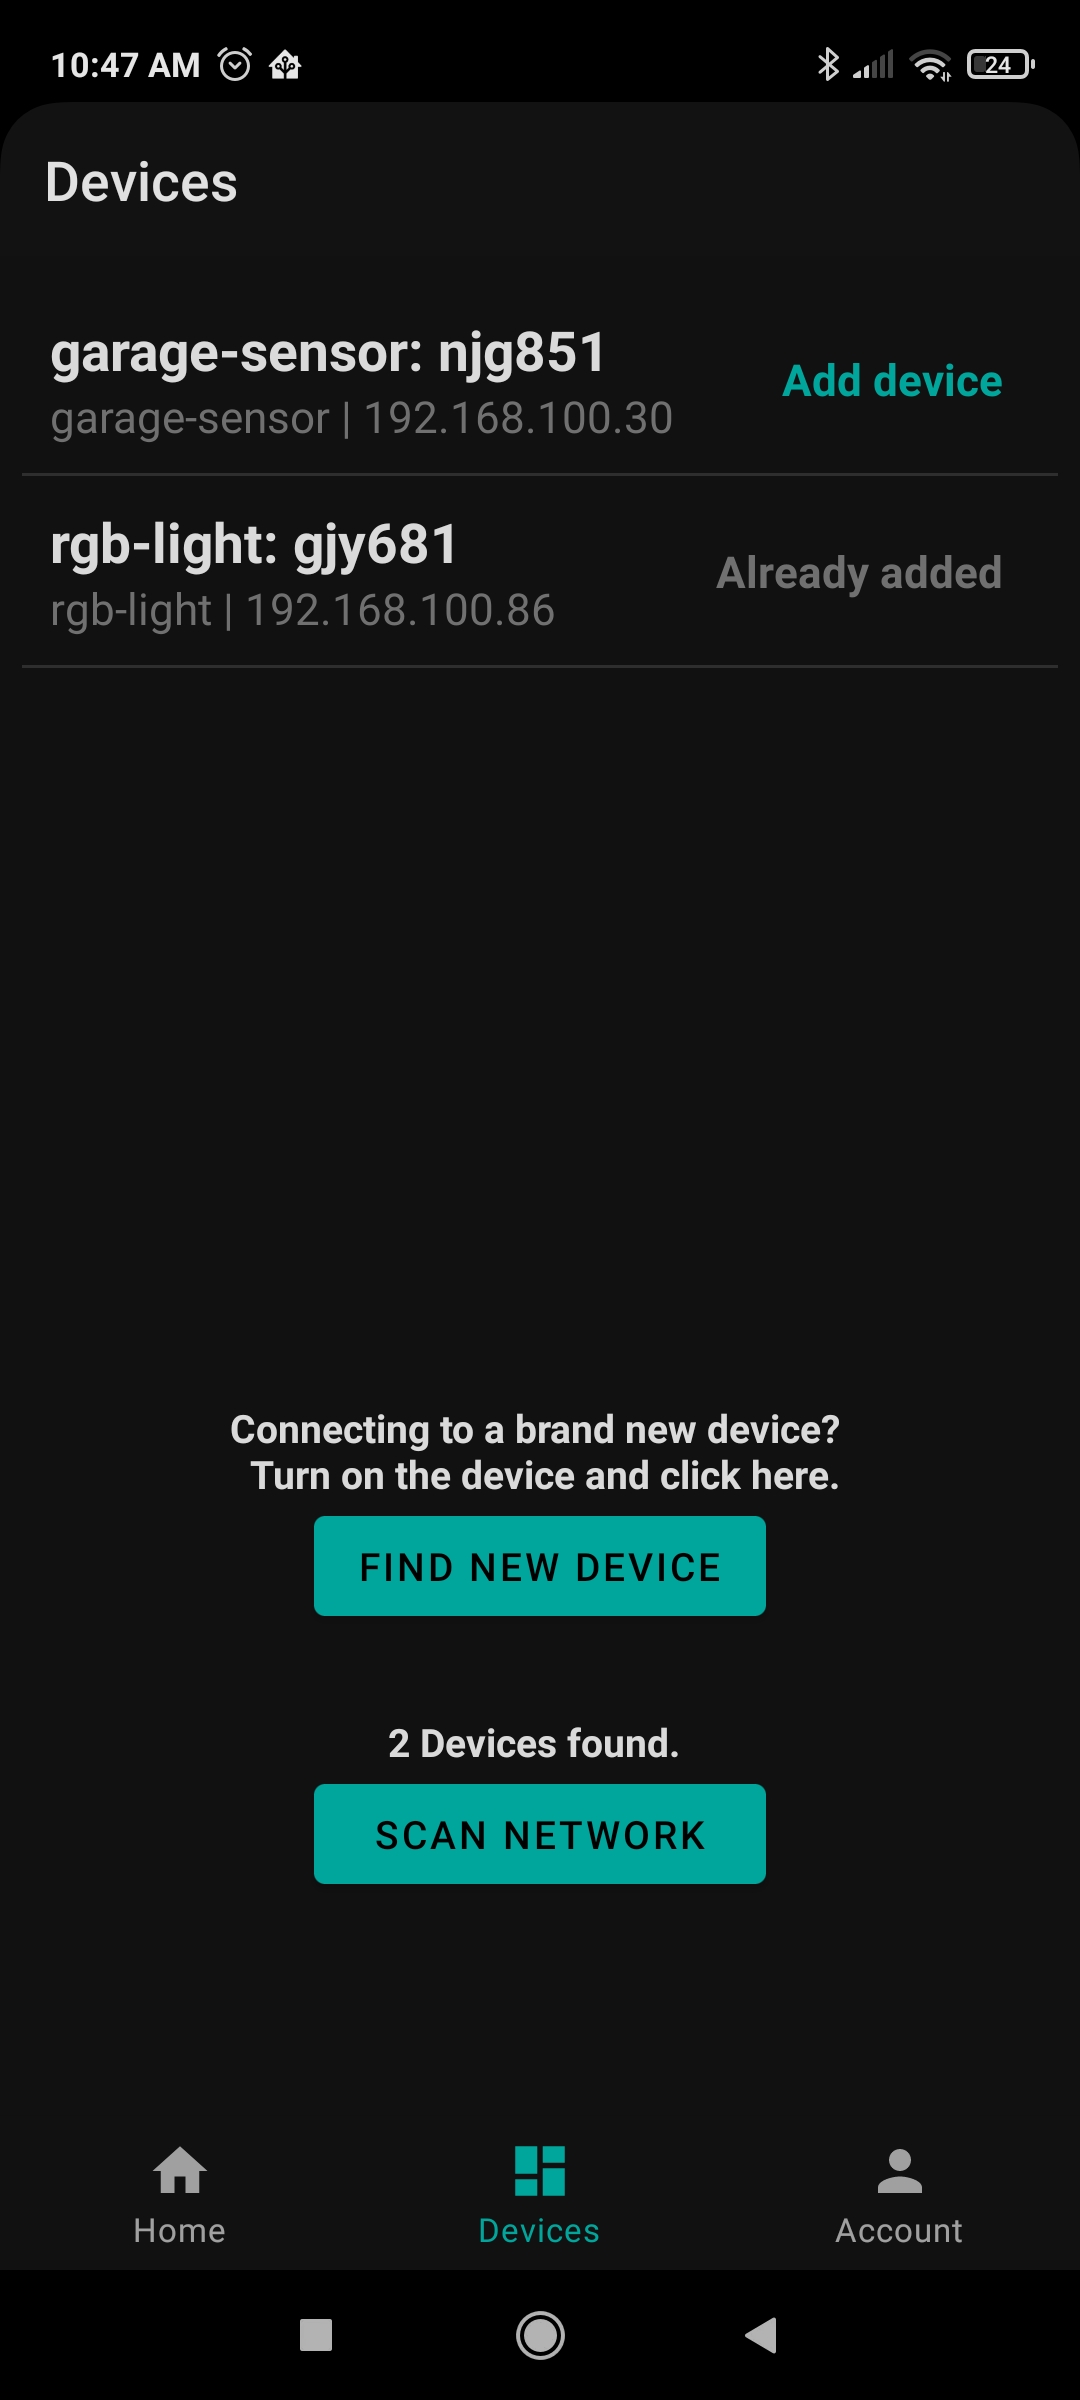 10:47 AM 24
Devices
garage-sensor: njg851
garage-sensor | 192.168.100.30
Add device
rgb-light: gjy681
rgb-light | 192.168.100.86
Already added
Connecting to a brand new device?
Turn on the device and click here.
FIND NEW DEVICE
2 Devices found.
SCAN NETWORK
Home Devices Account